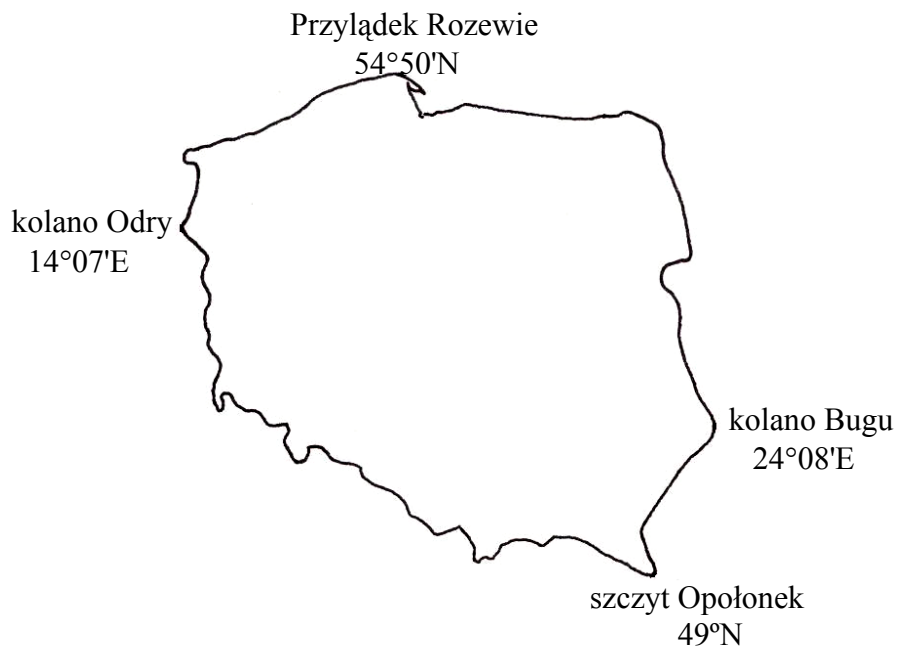 Przylądek Rozewie
54°50'N
kolano Odry
14°07'E
kolano Bugu
24°08'E
szczyt Opołonek
49ºN